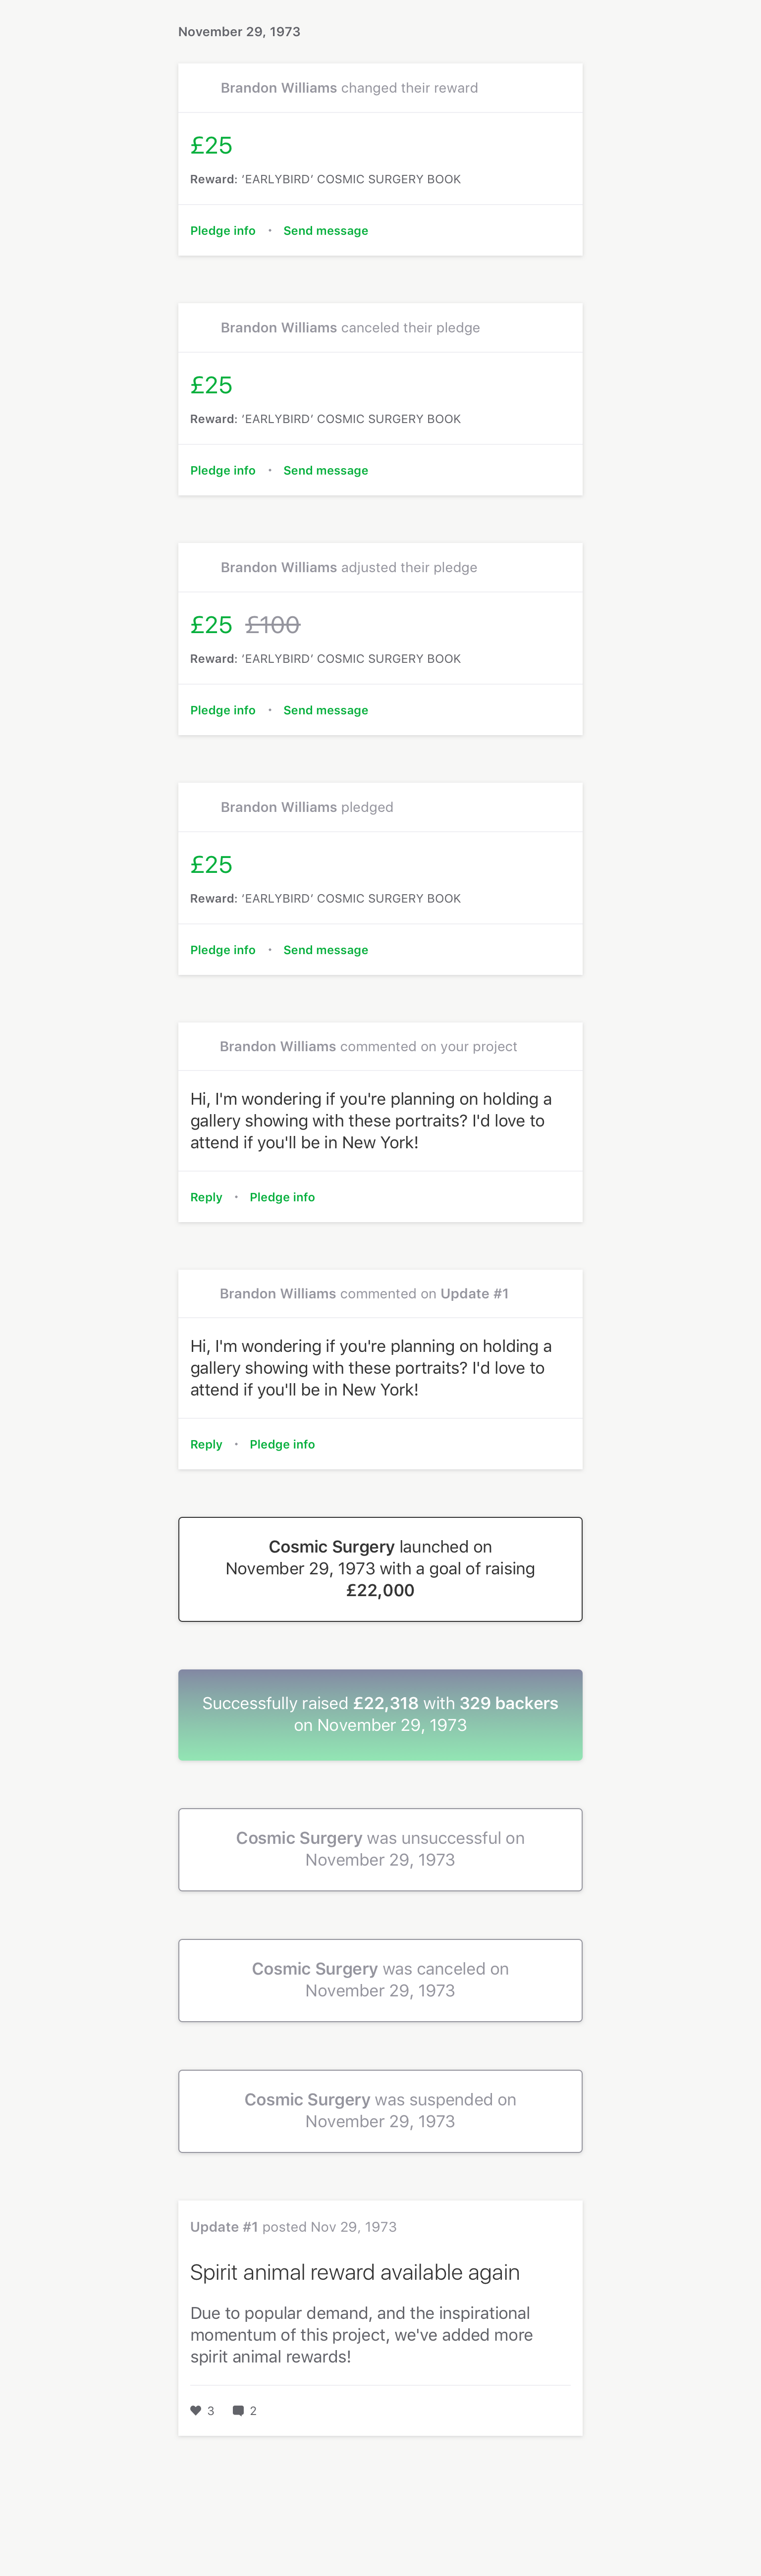 November 29, 1973
Brandon Williams changed their reward
£25
Reward: ‘EARLYBIRD’ COSMIC SURGERY BOOK
Pledge info • Send message
Brandon Williams canceled their pledge
£25
Reward: ‘EARLYBIRD’ COSMIC SURGERY BOOK
Pledge info • Send message
Brandon Williams adjusted their pledge
£25 £100
Reward: ‘EARLYBIRD’ COSMIC SURGERY BOOK
Pledge info • Send message
Brandon Williams pledged
£25
Reward: ‘EARLYBIRD’ COSMIC SURGERY BOOK
Pledge info • Send message
Brandon Williams commented on your project
Hi, I'm wondering if you're planning on holding a
gallery showing with these portraits? I'd love to
attend if you'll be in New York!
Reply • Pledge info
Brandon Williams commented on Update #1
Hi, I'm wondering if you're planning on holding a
gallery showing with these portraits? I'd love to
attend if you'll be in New York!
Reply • Pledge info
Cosmic Surgery launched on
November 29, 1973 with a goal of raising
£22,000
Successfully raised £22,318 with 329 backers
on November 29, 1973
Cosmic Surgery was unsuccessful on
November 29, 1973
Cosmic Surgery was canceled on
November 29, 1973
Cosmic Surgery was suspended on
November 29, 1973
Update #1 posted Nov 29, 1973
Spirit animal reward available again
Due to popular demand, and the inspirational
momentum of this project, we've added more
spirit animal rewards!
3 2